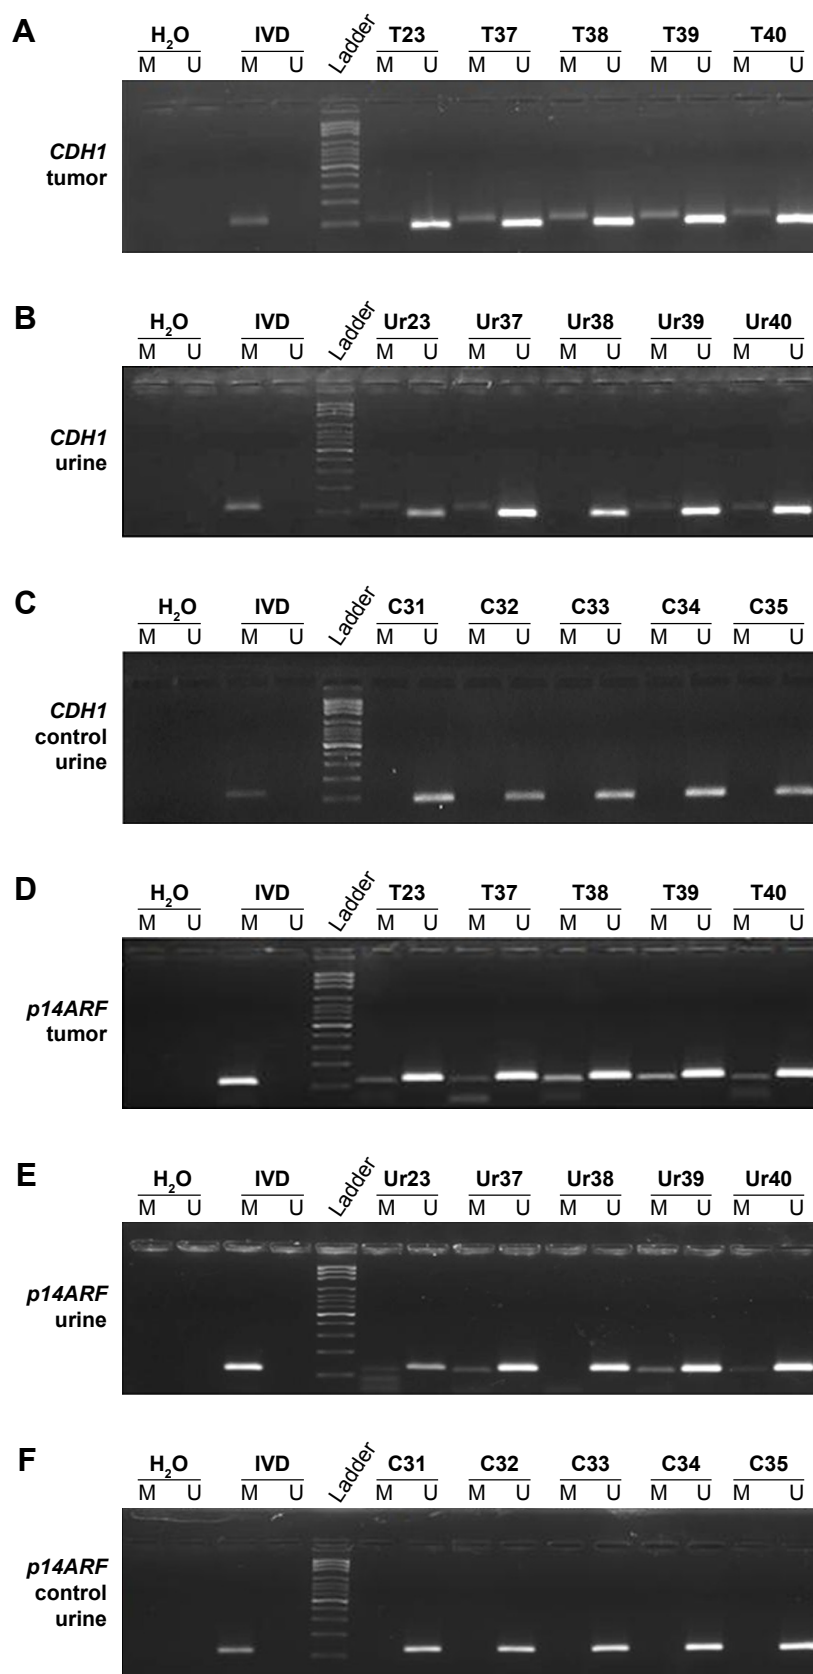 A
H₂O IVD Ladder T23 T37 T38 T39 T40
M U M U M U M U M U M U M U
CDH1
tumor
B
H₂O IVD Ladder Ur23 Ur37 Ur38 Ur39 Ur40
M U M U M U M U M U M U M U
CDH1
urine
C
H₂O IVD Ladder C31 C32 C33 C34 C35
M U M U M U M U M U M U M U
CDH1
control
urine
D
H₂O IVD Ladder T23 T37 T38 T39 T40
M U M U M U M U M U M U M U
p14ARF
tumor
E
H₂O IVD Ladder Ur23 Ur37 Ur38 Ur39 Ur40
M U M U M U M U M U M U M U
p14ARF
urine
F
H₂O IVD Ladder C31 C32 C33 C34 C35
M U M U M U M U M U M U M U
p14ARF
control
urine